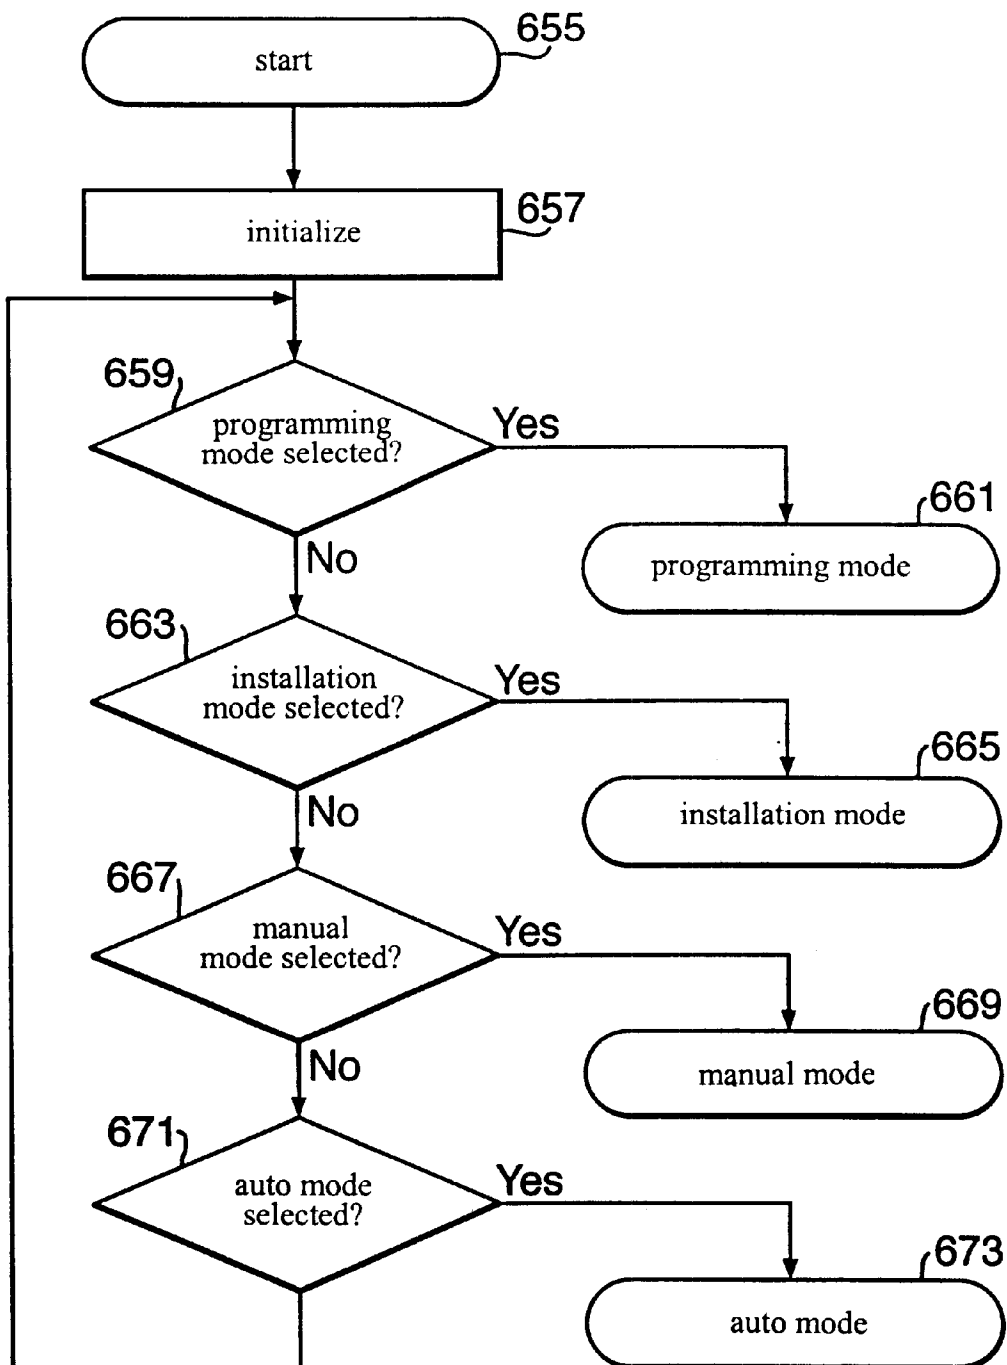 start
655
initialize
657
659
programming
mode selected?
Yes
661
programming mode
No
663
installation
mode selected?
Yes
665
installation mode
No
667
manual
mode selected?
Yes
669
manual mode
No
671
auto mode
selected?
Yes
673
auto mode